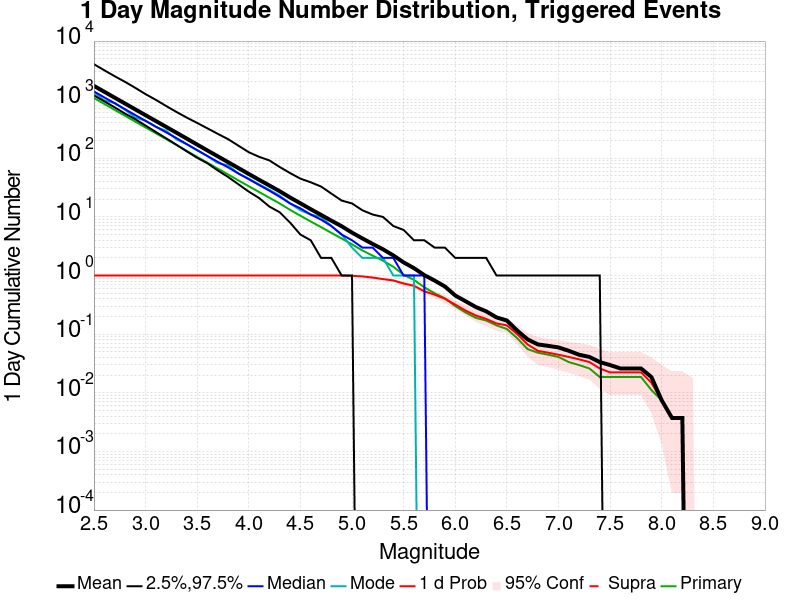 1 Day Magnitude Number Distribution, Triggered Events
1 Day Cumulative Number
10^4
10^3
10^2
10^1
10^0
10^-1
10^-2
10^-3
10^-4
2.5 3.0 3.5 4.0 4.5 5.0 5.5 6.0 6.5 7.0 7.5 8.0 8.5 9.0
Magnitude
Mean 2.5%,97.5% Median Mode 1 d Prob 95% Conf Supra Primary